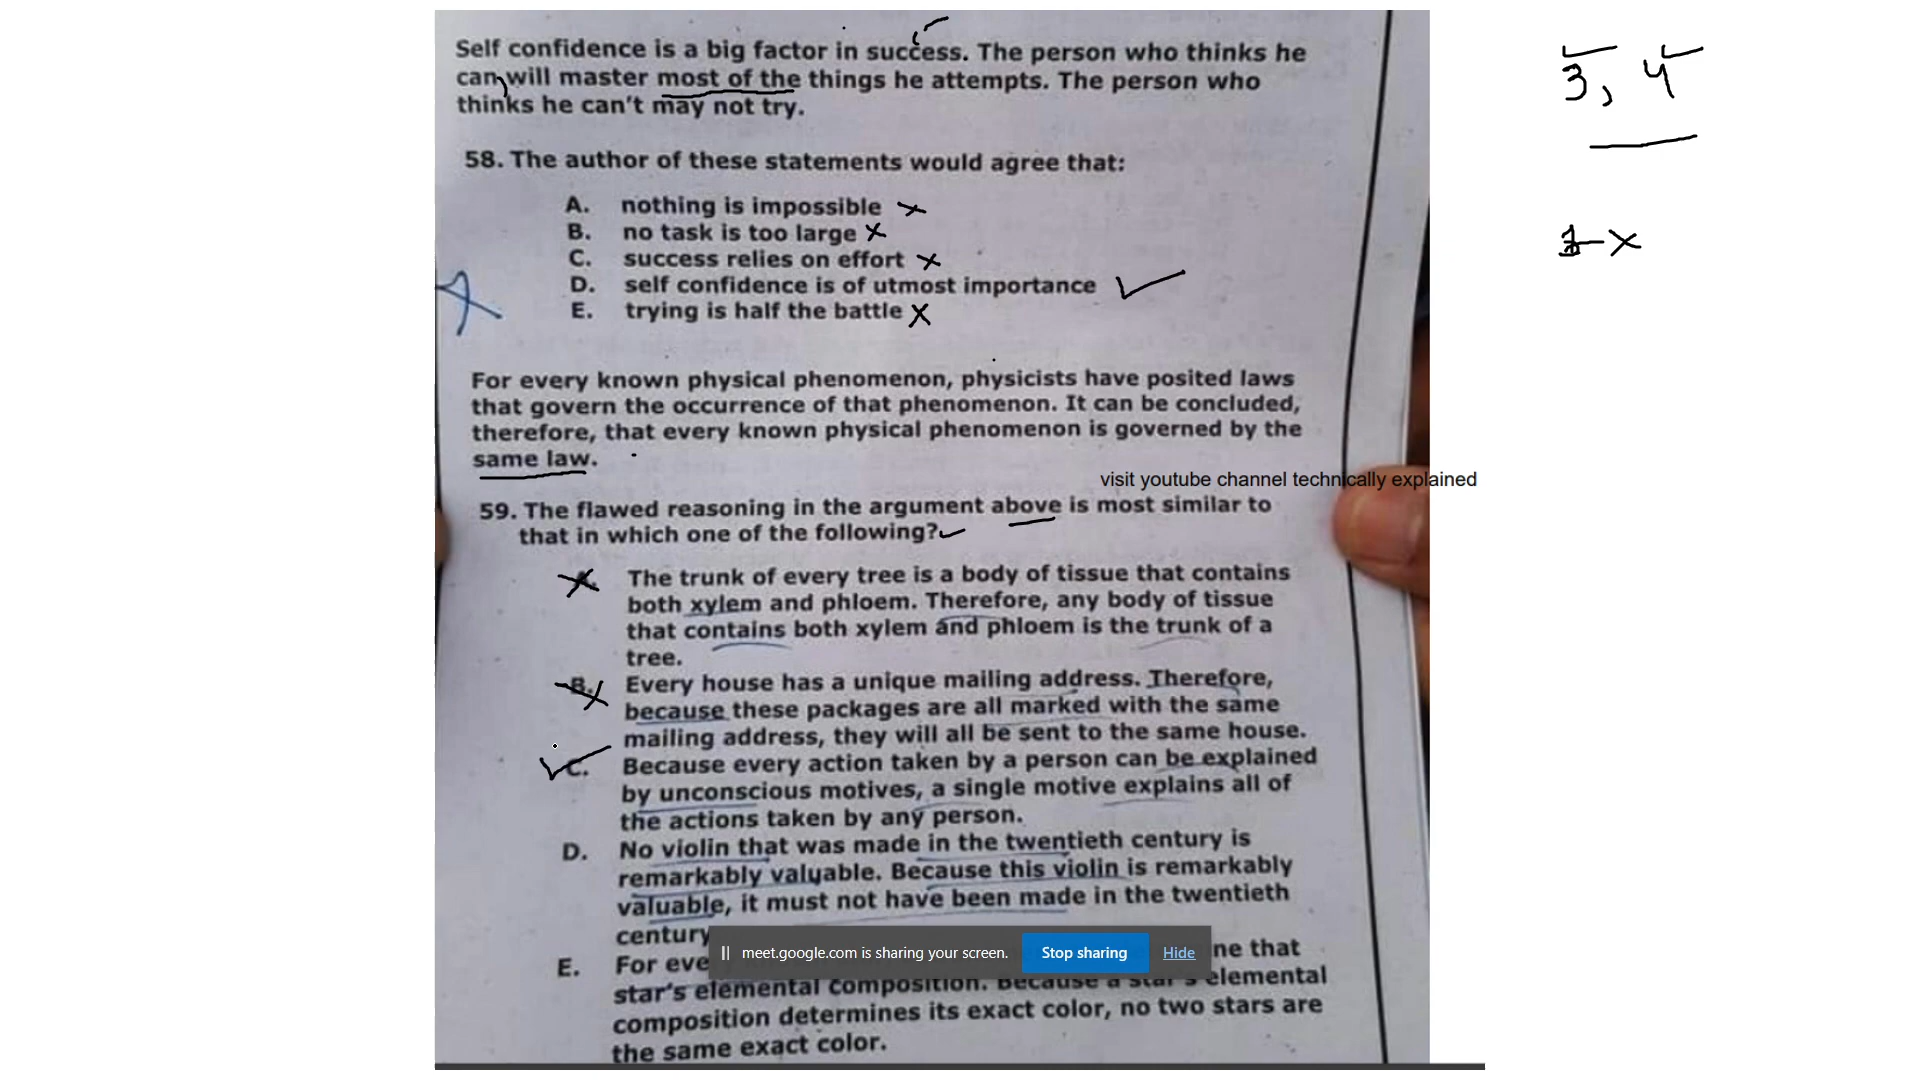 Self confidence is a big factor in success. The person who thinks he
can, will master most of the things he attempts. The person who
thinks he can't may not try.
3, 4
58. The author of these statements would agree that:
A. nothing is impossible
B. no task is too large
C. success relies on effort
D. self confidence is of utmost importance
E. trying is half the battle
For every known physical phenomenon, physicists have posited laws
that govern the occurrence of that phenomenon. It can be concluded,
therefore, that every known physical phenomenon is governed by the
same law.
visit youtube channel technically explained
59. The flawed reasoning in the argument above is most similar to
that in which one of the following?
The trunk of every tree is a body of tissue that contains
both xylem and phloem. Therefore, any body of tissue
that contains both xylem and phloem is the trunk of a
tree.
B. Every house has a unique mailing address. Therefore,
because these packages are all marked with the same
mailing address, they will all be sent to the same house.
C. Because every action taken by a person can be explained
by unconscious motives, a single motive explains all of
the actions taken by any person.
D. No violin that was made in the twentieth century is
remarkably valuable. Because this violin is remarkably
valuable, it must not have been made in the twentieth
century
meet.google.com is sharing your screen. Stop sharing Hide
E. For eve ne that
star's elemental composition. Because a star's elemental
composition determines its exact color, no two stars are
the same exact color.